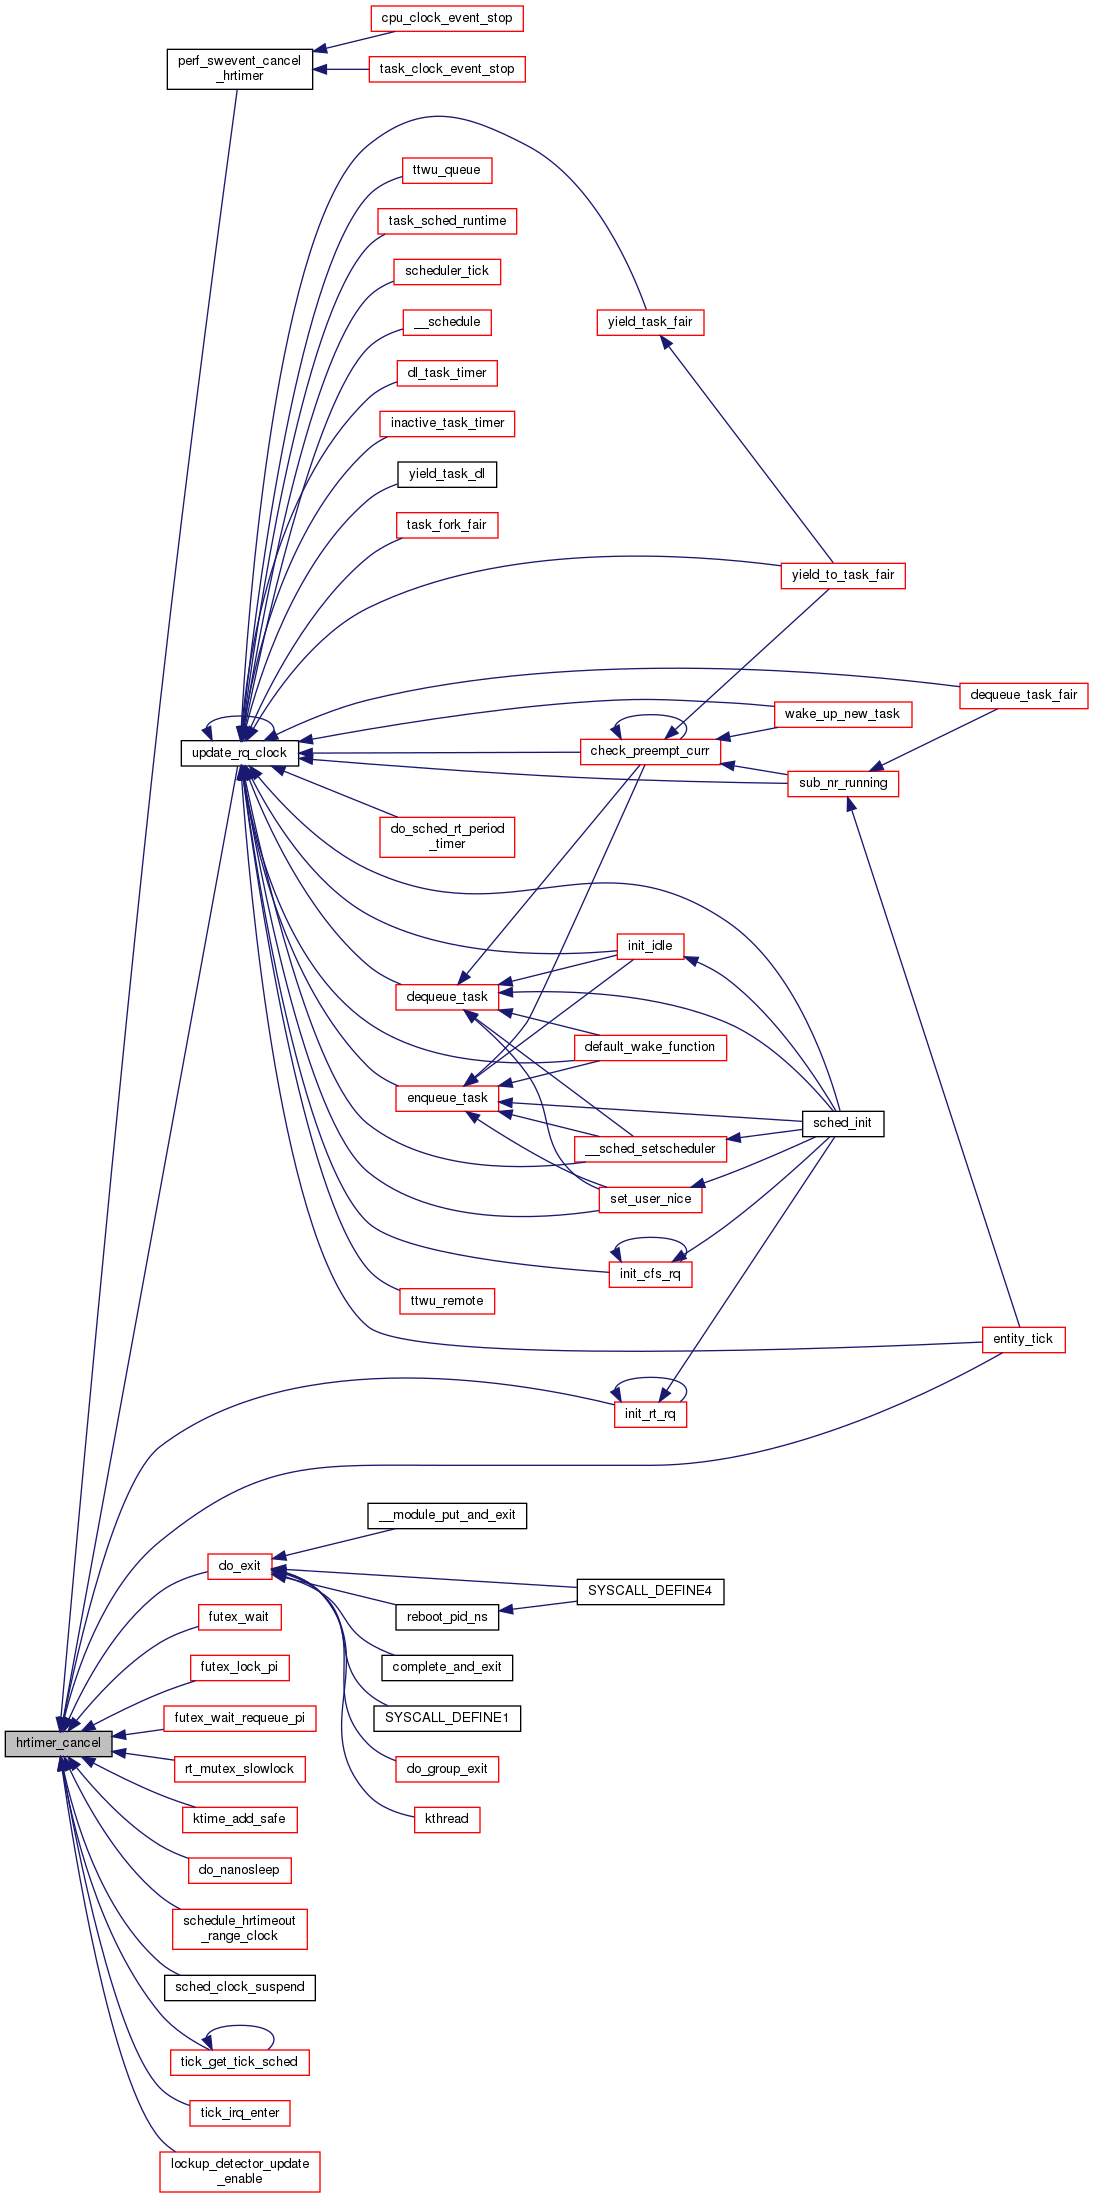 cpu_clock_event_stop
perf_swevent_cancel
_hrtimer
task_clock_event_stop
ttwu_queue
task_sched_runtime
scheduler_tick
__schedule
yield_task_fair
dl_task_timer
inactive_task_timer
yield_task_dl
task_fork_fair
yield_to_task_fair
dequeue_task_fair
wake_up_new_task
update_rq_clock
check_preempt_curr
sub_nr_running
do_sched_rt_period
_timer
init_idle
dequeue_task
default_wake_function
enqueue_task
sched_init
__sched_setscheduler
set_user_nice
init_cfs_rq
ttwu_remote
entity_tick
init_rt_rq
__module_put_and_exit
do_exit
SYSCALL_DEFINE4
futex_wait
reboot_pid_ns
futex_lock_pi
complete_and_exit
futex_wait_requeue_pi
SYSCALL_DEFINE1
hrtimer_cancel
rt_mutex_slowlock
do_group_exit
ktime_add_safe
kthread
do_nanosleep
schedule_hrtimeout
_range_clock
sched_clock_suspend
tick_get_tick_sched
tick_irq_enter
lockup_detector_update
_enable